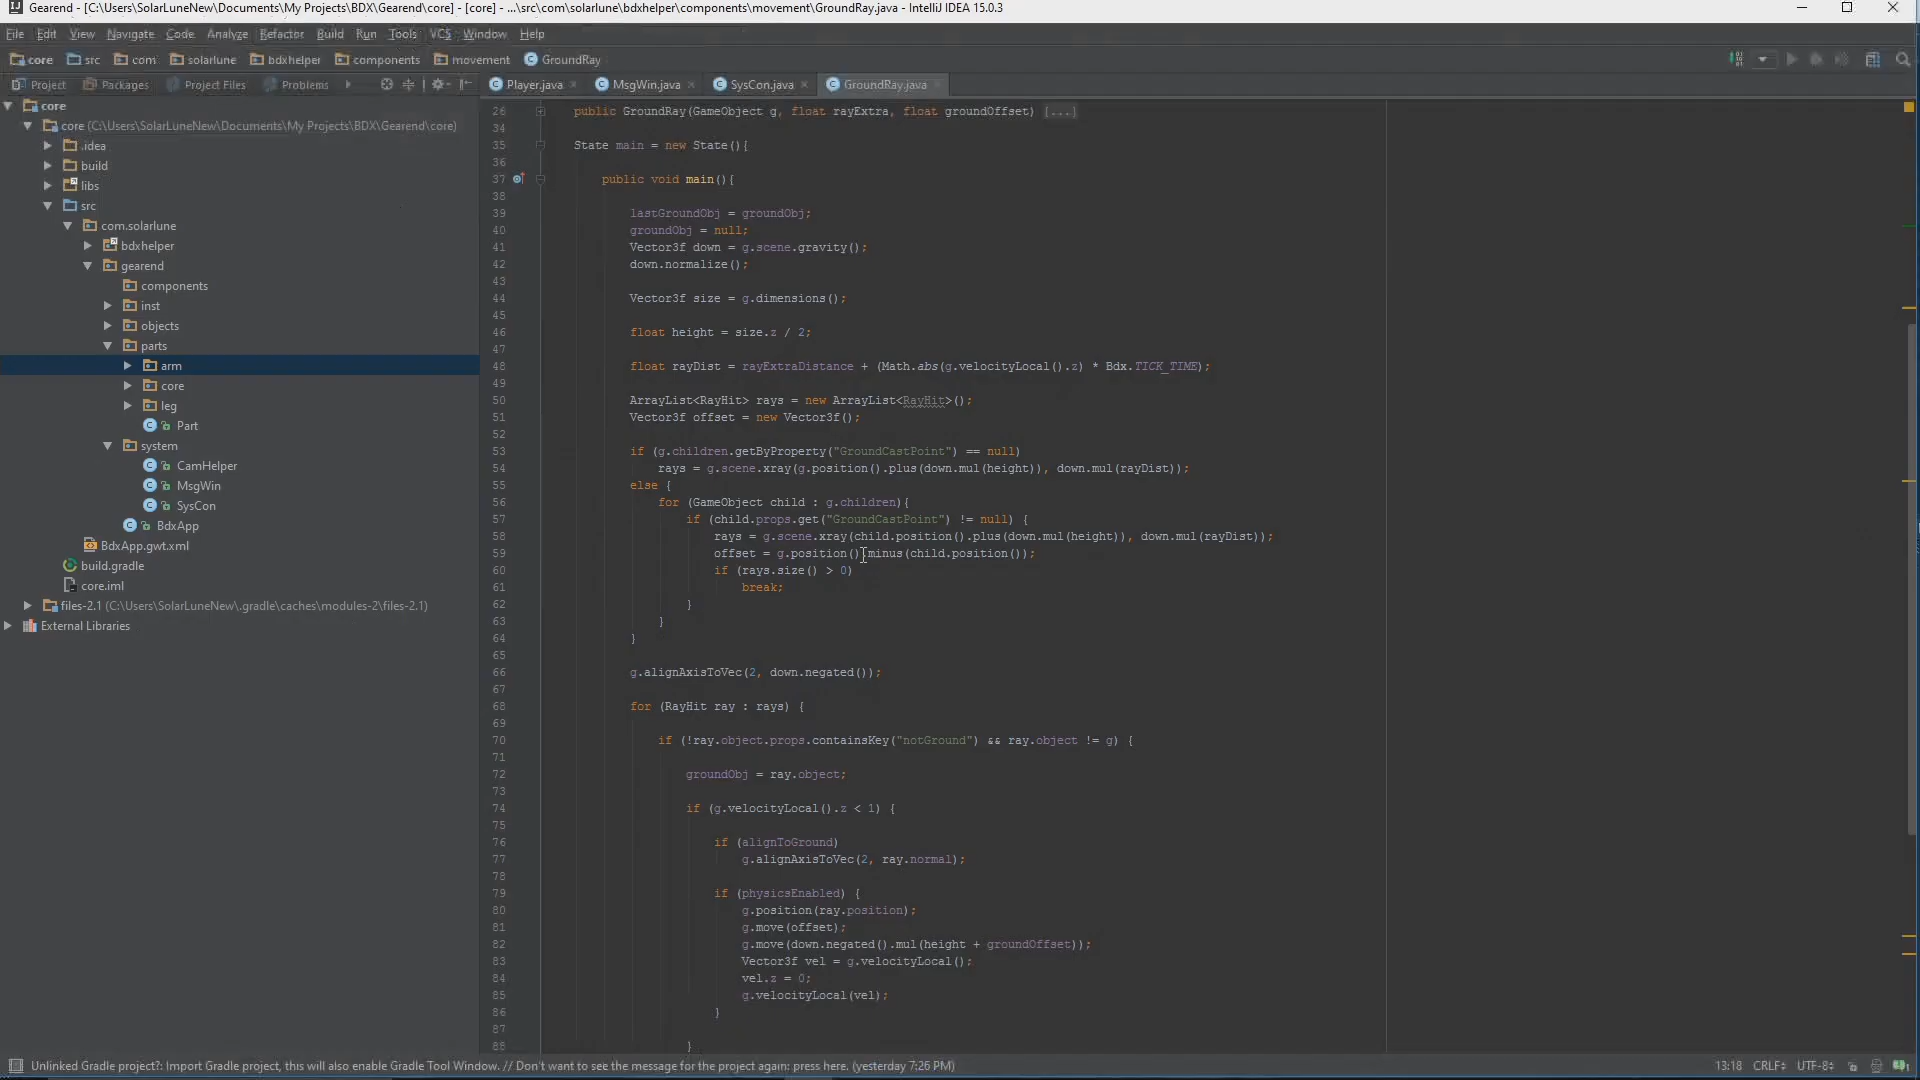 Gearend - [C:\Users\SolarLuneNew\Documents\My Projects\BDX\Gearend\core] - [core] - ...\src\com\solarlune\bdxhelper\components\movement\GroundRay.java - IntelliJ IDEA 15.0.3
File Edit View Navigate Code Analyze Refactor Build Run Tools VCS Window Help
core src com solarlune bdxhelper components movement GroundRay
Project Packages Project Files Problems
Player.java MsgWin.java SysCon.java GroundRay.java
core
core (C:\Users\SolarLuneNew\Documents\My Projects\BDX\Gearend\core)
.idea
build
libs
src
com.solarlune
bdxhelper
gearend
components
inst
objects
parts
arm
core
leg
Part
system
CamHelper
MsgWin
SysCon
BdxApp
BdxApp.gwt.xml
build.gradle
core.iml
files-2.1 (C:\Users\SolarLuneNew\.gradle\caches\modules-2\files-2.1)
External Libraries
26 public GroundRay(GameObject g, float rayExtra, float groundOffset) {...}
34
35 State main = new State(){
36
37 public void main(){
38
39 lastGroundObj = groundObj;
40 groundObj = null;
41 Vector3f down = g.scene.gravity();
42 down.normalize();
43
44 Vector3f size = g.dimensions();
45
46 float height = size.z / 2;
47
48 float rayDist = rayExtraDistance + (Math.abs(g.velocityLocal().z) * Bdx.TICK_TIME);
49
50 ArrayList<RayHit> rays = new ArrayList<RayHit>();
51 Vector3f offset = new Vector3f();
52
53 if (g.children.getByProperty("GroundCastPoint") == null)
54 rays = g.scene.xray(g.position().plus(down.mul(height)), down.mul(rayDist));
55 else {
56 for (GameObject child : g.children){
57 if (child.props.get("GroundCastPoint") != null) {
58 rays = g.scene.xray(child.position().plus(down.mul(height)), down.mul(rayDist));
59 offset = g.position().minus(child.position());
60 if (rays.size() > 0)
61 break;
62 }
63 }
64 }
65
66 g.alignAxisToVec(2, down.negated());
67
68 for (RayHit ray : rays) {
69
70 if (!ray.object.props.containsKey("notGround") && ray.object != g) {
71
72 groundObj = ray.object;
73
74 if (g.velocityLocal().z < 1) {
75
76 if (alignToGround)
77 g.alignAxisToVec(2, ray.normal);
78
79 if (physicsEnabled) {
80 g.position(ray.position);
81 g.move(offset);
82 g.move(down.negated().mul(height + groundOffset));
83 Vector3f vel = g.velocityLocal();
84 vel.z = 0;
85 g.velocityLocal(vel);
86 }
87
88 }
Unlinked Gradle project?: Import Gradle project, this will also enable Gradle Tool Window. // Don't want to see the message for the project again: press here. (yesterday 7:26 PM)
13:18 CRLF UTF-8